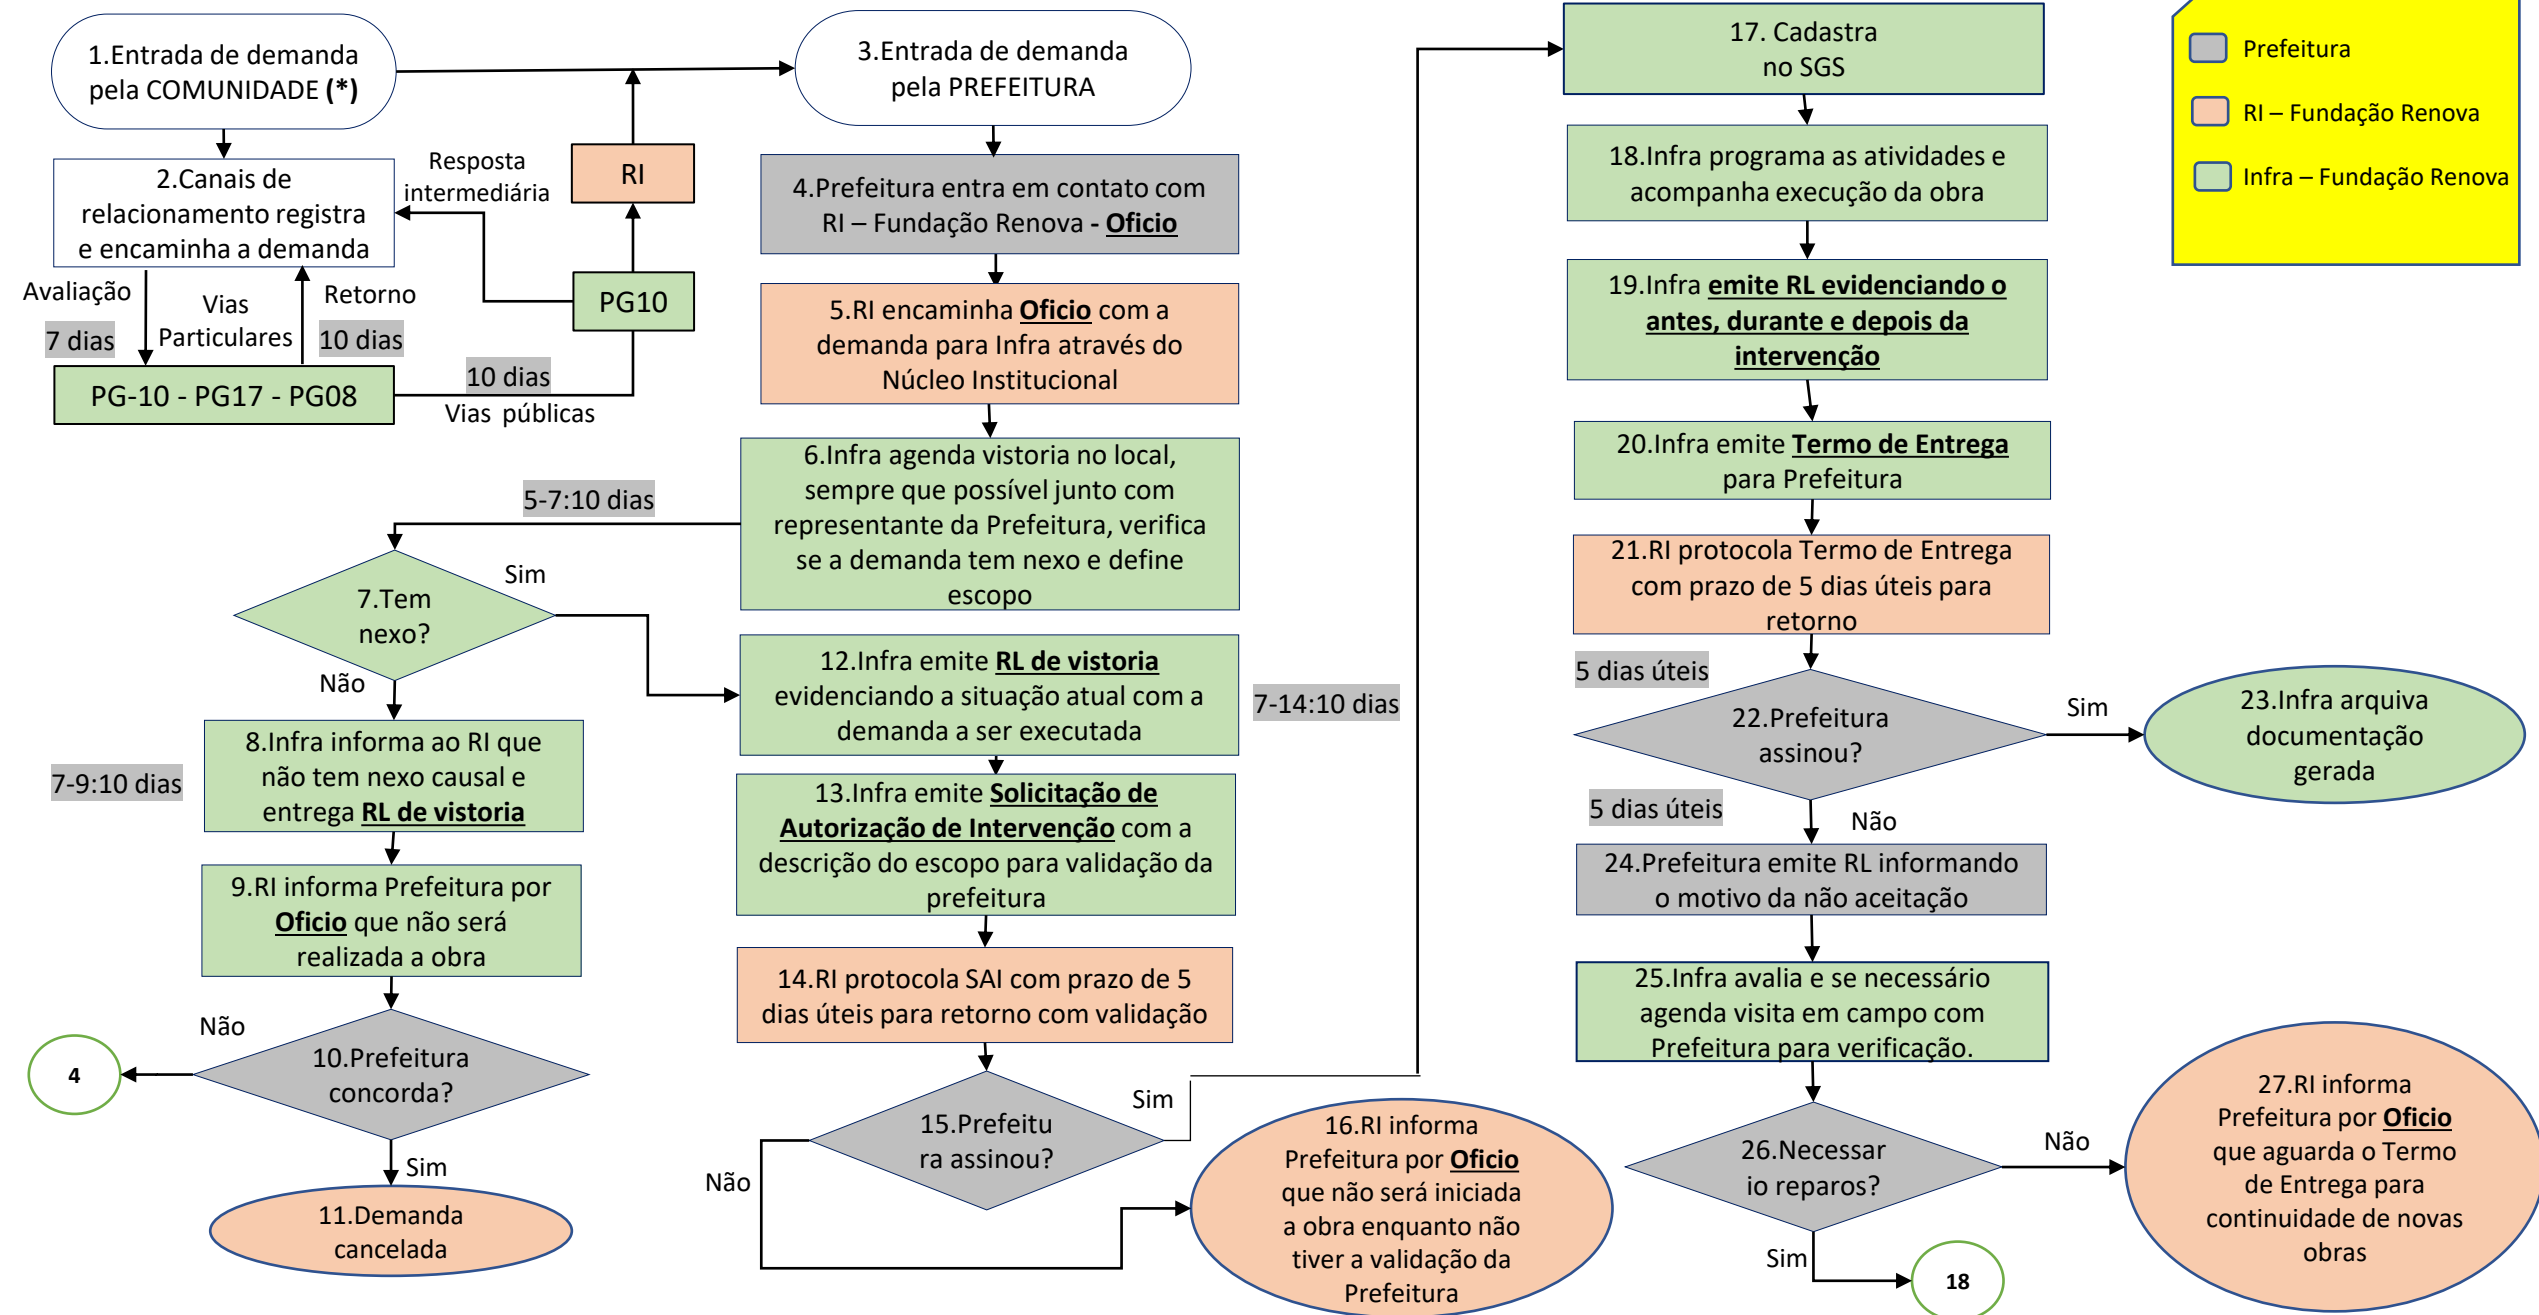 1.Entrada de demanda
pela COMUNIDADE (*)
2.Canais de
relacionamento registra
e encaminha a demanda
Avaliação
7 dias
Vias
Particulares
Retorno
10 dias
PG-10 - PG17 - PG08
Resposta
intermediária
RI
PG10
10 dias
Vias públicas
3.Entrada de demanda
pela PREFEITURA
4.Prefeitura entra em contato com
RI – Fundação Renova - Oficio
5.RI encaminha Oficio com a
demanda para Infra através do
Núcleo Institucional
6.Infra agenda vistoria no local,
sempre que possível junto com
representante da Prefeitura, verifica
se a demanda tem nexo e define
escopo
5-7:10 dias
7.Tem
nexo?
Sim
Não
8.Infra informa ao RI que
não tem nexo causal e
entrega RL de vistoria
7-9:10 dias
9.RI informa Prefeitura por
Oficio que não será
realizada a obra
10.Prefeitura
concorda?
Não
4
Sim
11.Demanda
cancelada
12.Infra emite RL de vistoria
evidenciando a situação atual com a
demanda a ser executada
7-14:10 dias
13.Infra emite Solicitação de
Autorização de Intervenção com a
descrição do escopo para validação da
prefeitura
14.RI protocola SAI com prazo de 5
dias úteis para retorno com validação
15.Prefeitu
ra assinou?
Sim
Não
16.RI informa
Prefeitura por Oficio
que não será iniciada
a obra enquanto não
tiver a validação da
Prefeitura
17. Cadastra
no SGS
18.Infra programa as atividades e
acompanha execução da obra
19.Infra emite RL evidenciando o
antes, durante e depois da
intervenção
20.Infra emite Termo de Entrega
para Prefeitura
21.RI protocola Termo de Entrega
com prazo de 5 dias úteis para
retorno
5 dias úteis
22.Prefeitura
assinou?
Sim
23.Infra arquiva
documentação
gerada
5 dias úteis
Não
24.Prefeitura emite RL informando
o motivo da não aceitação
25.Infra avalia e se necessário
agenda visita em campo com
Prefeitura para verificação.
26.Necessar
io reparos?
Não
27.RI informa
Prefeitura por Oficio
que aguarda o Termo
de Entrega para
continuidade de novas
obras
Sim
18
Prefeitura
RI – Fundação Renova
Infra – Fundação Renova